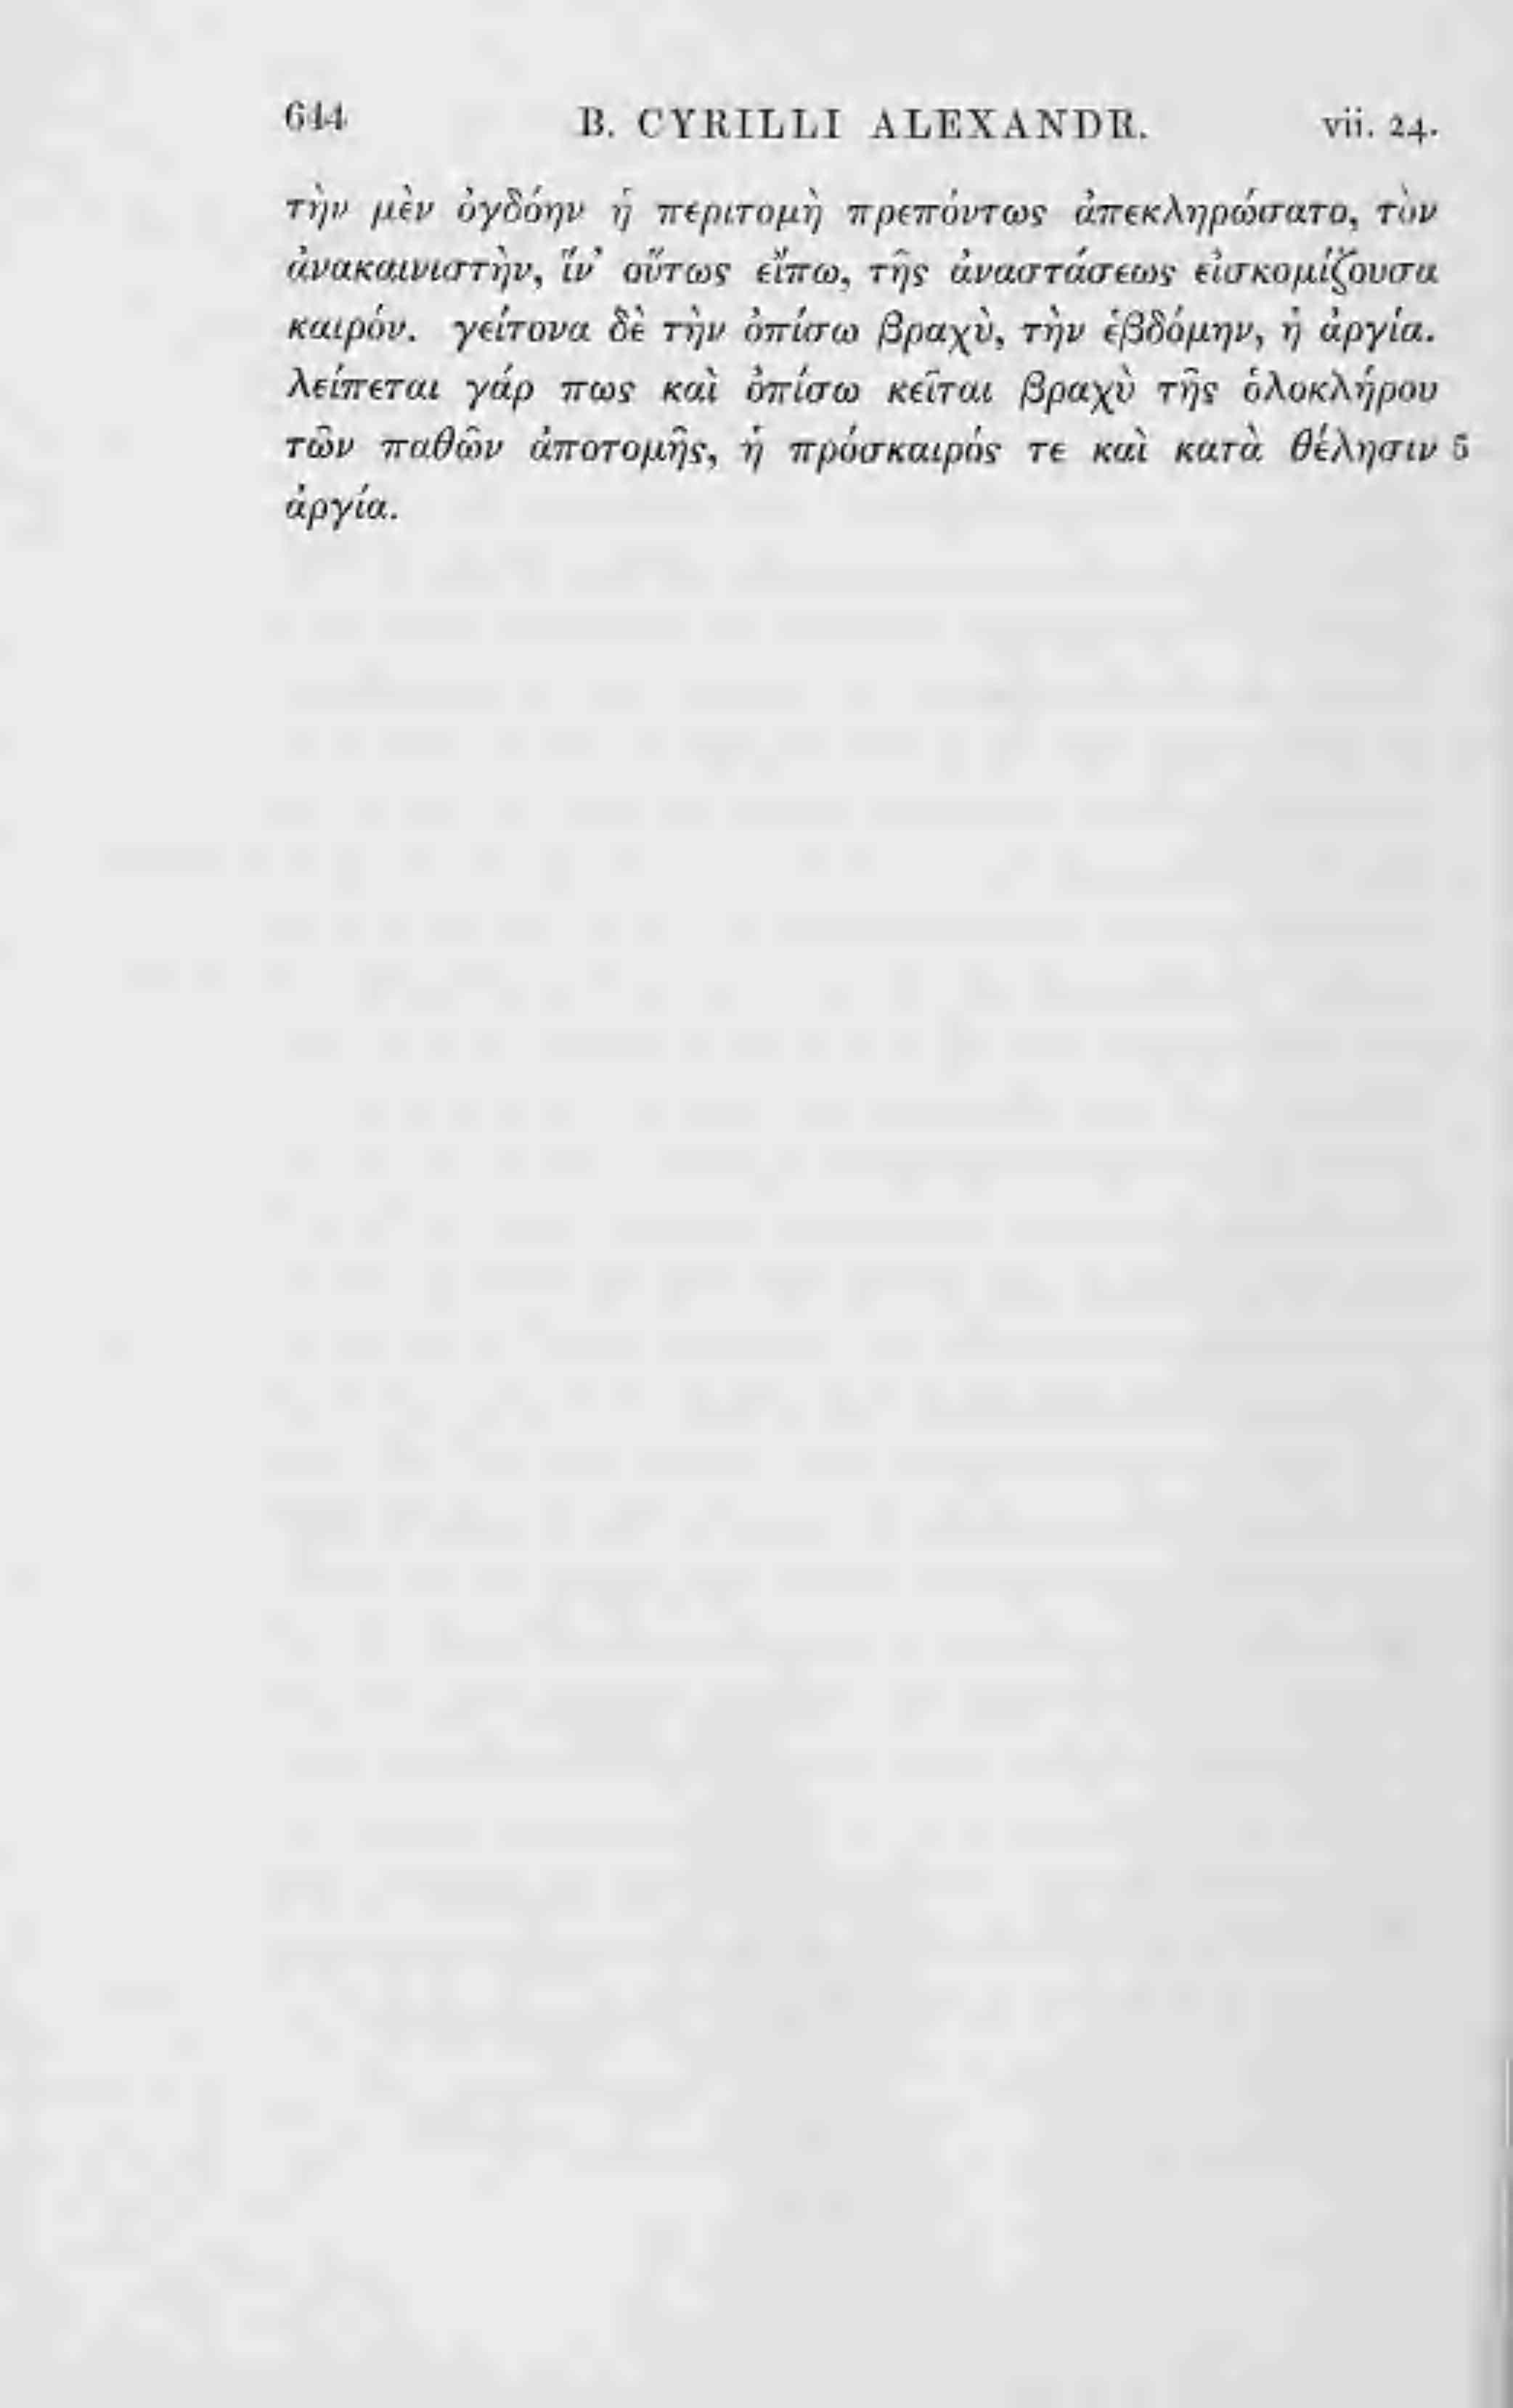 644 B. CYRILLI ALEXANDR. vii. 24.
τὴν μὲν ὀγδόην ἡ περιτομὴ πρεπόντως ἀπεκληρώσατο, τὸν
ἀνακαινιστὴν, ἵν’ οὕτως εἴπω, τῆς ἀναστάσεως εἰσκομίζουσα
καιρόν. γείτονα δὲ τὴν ὀπίσω βραχὺ, τὴν ἑβδόμην, ἡ ἀργία.
λείπεται γάρ πως καὶ ὀπίσω κεῖται βραχὺ τῆς ὁλοκλήρου
τῶν παθῶν ἀποτομῆς, ἡ πρόσκαιρός τε καὶ κατὰ θέλησιν 5
ἀργία.